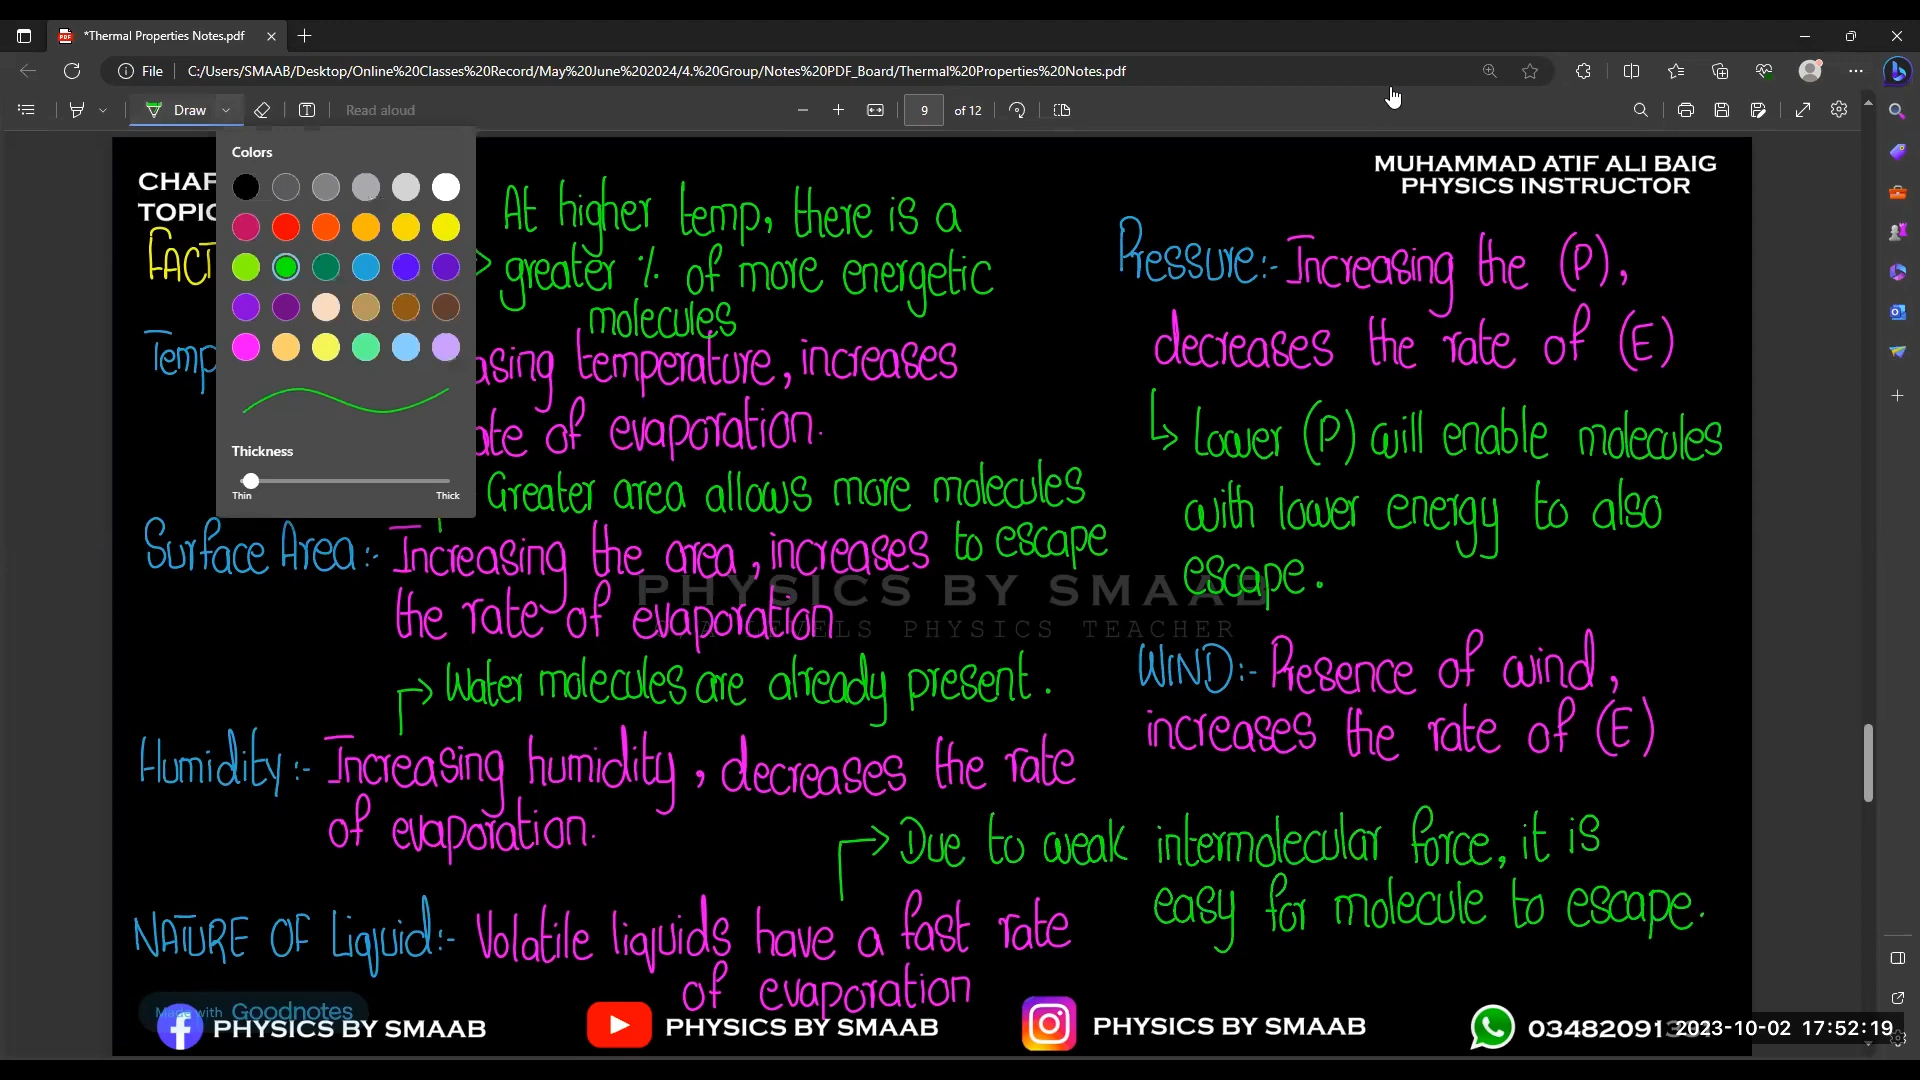 *Thermal Properties Notes.pdf
File
C:/Users/SMAAB/Desktop/Online%20Classes%20Record/May%20June%202024/4.%20Group/Notes%20PDF_Board/Thermal%20Properties%20Notes.pdf
Draw
Read aloud
9 of 12
Colors
Thickness
Thin Thick
CHAP
TOPIC
FACT
MUHAMMAD ATIF ALI BAIG
PHYSICS INSTRUCTOR
At higher temp, there is a
greater % of more energetic
molecules
Temp
asing temperature, increases
ate of evaporation.
Greater area allows more molecules
to escape
Surface Area:- Increasing the area, increases
the rate of evaporation
Water molecules are already present.
Humidity:- Increasing humidity, decreases the rate
of evaporation.
NATURE OF Liquid:- Volatile liquids have a fast rate
of evaporation
Pressure:- Increasing the (P),
decreases the rate of (E)
Lower (P) will enable molecules
with lower energy to also
escape.
WIND:- Presence of wind,
increases the rate of (E)
Due to weak intermolecular force, it is
easy for molecule to escape.
PHYSICS BY SMAAB
LEVELS PHYSICS TEACHER
Made with Goodnotes
PHYSICS BY SMAAB
PHYSICS BY SMAAB
PHYSICS BY SMAAB
034820913
2023-10-02 17:52:19